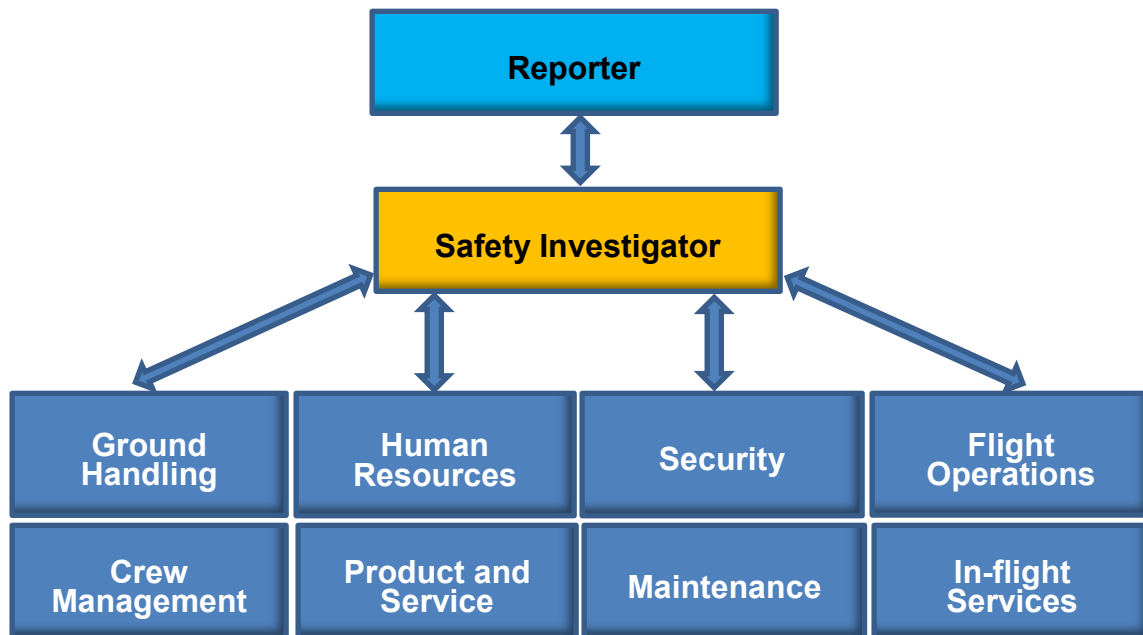 Reporter
Safety Investigator
Ground
Handling
Human
Resources
Security
Flight
Operations
Crew
Management
Product and
Service
Maintenance
In-flight
Services